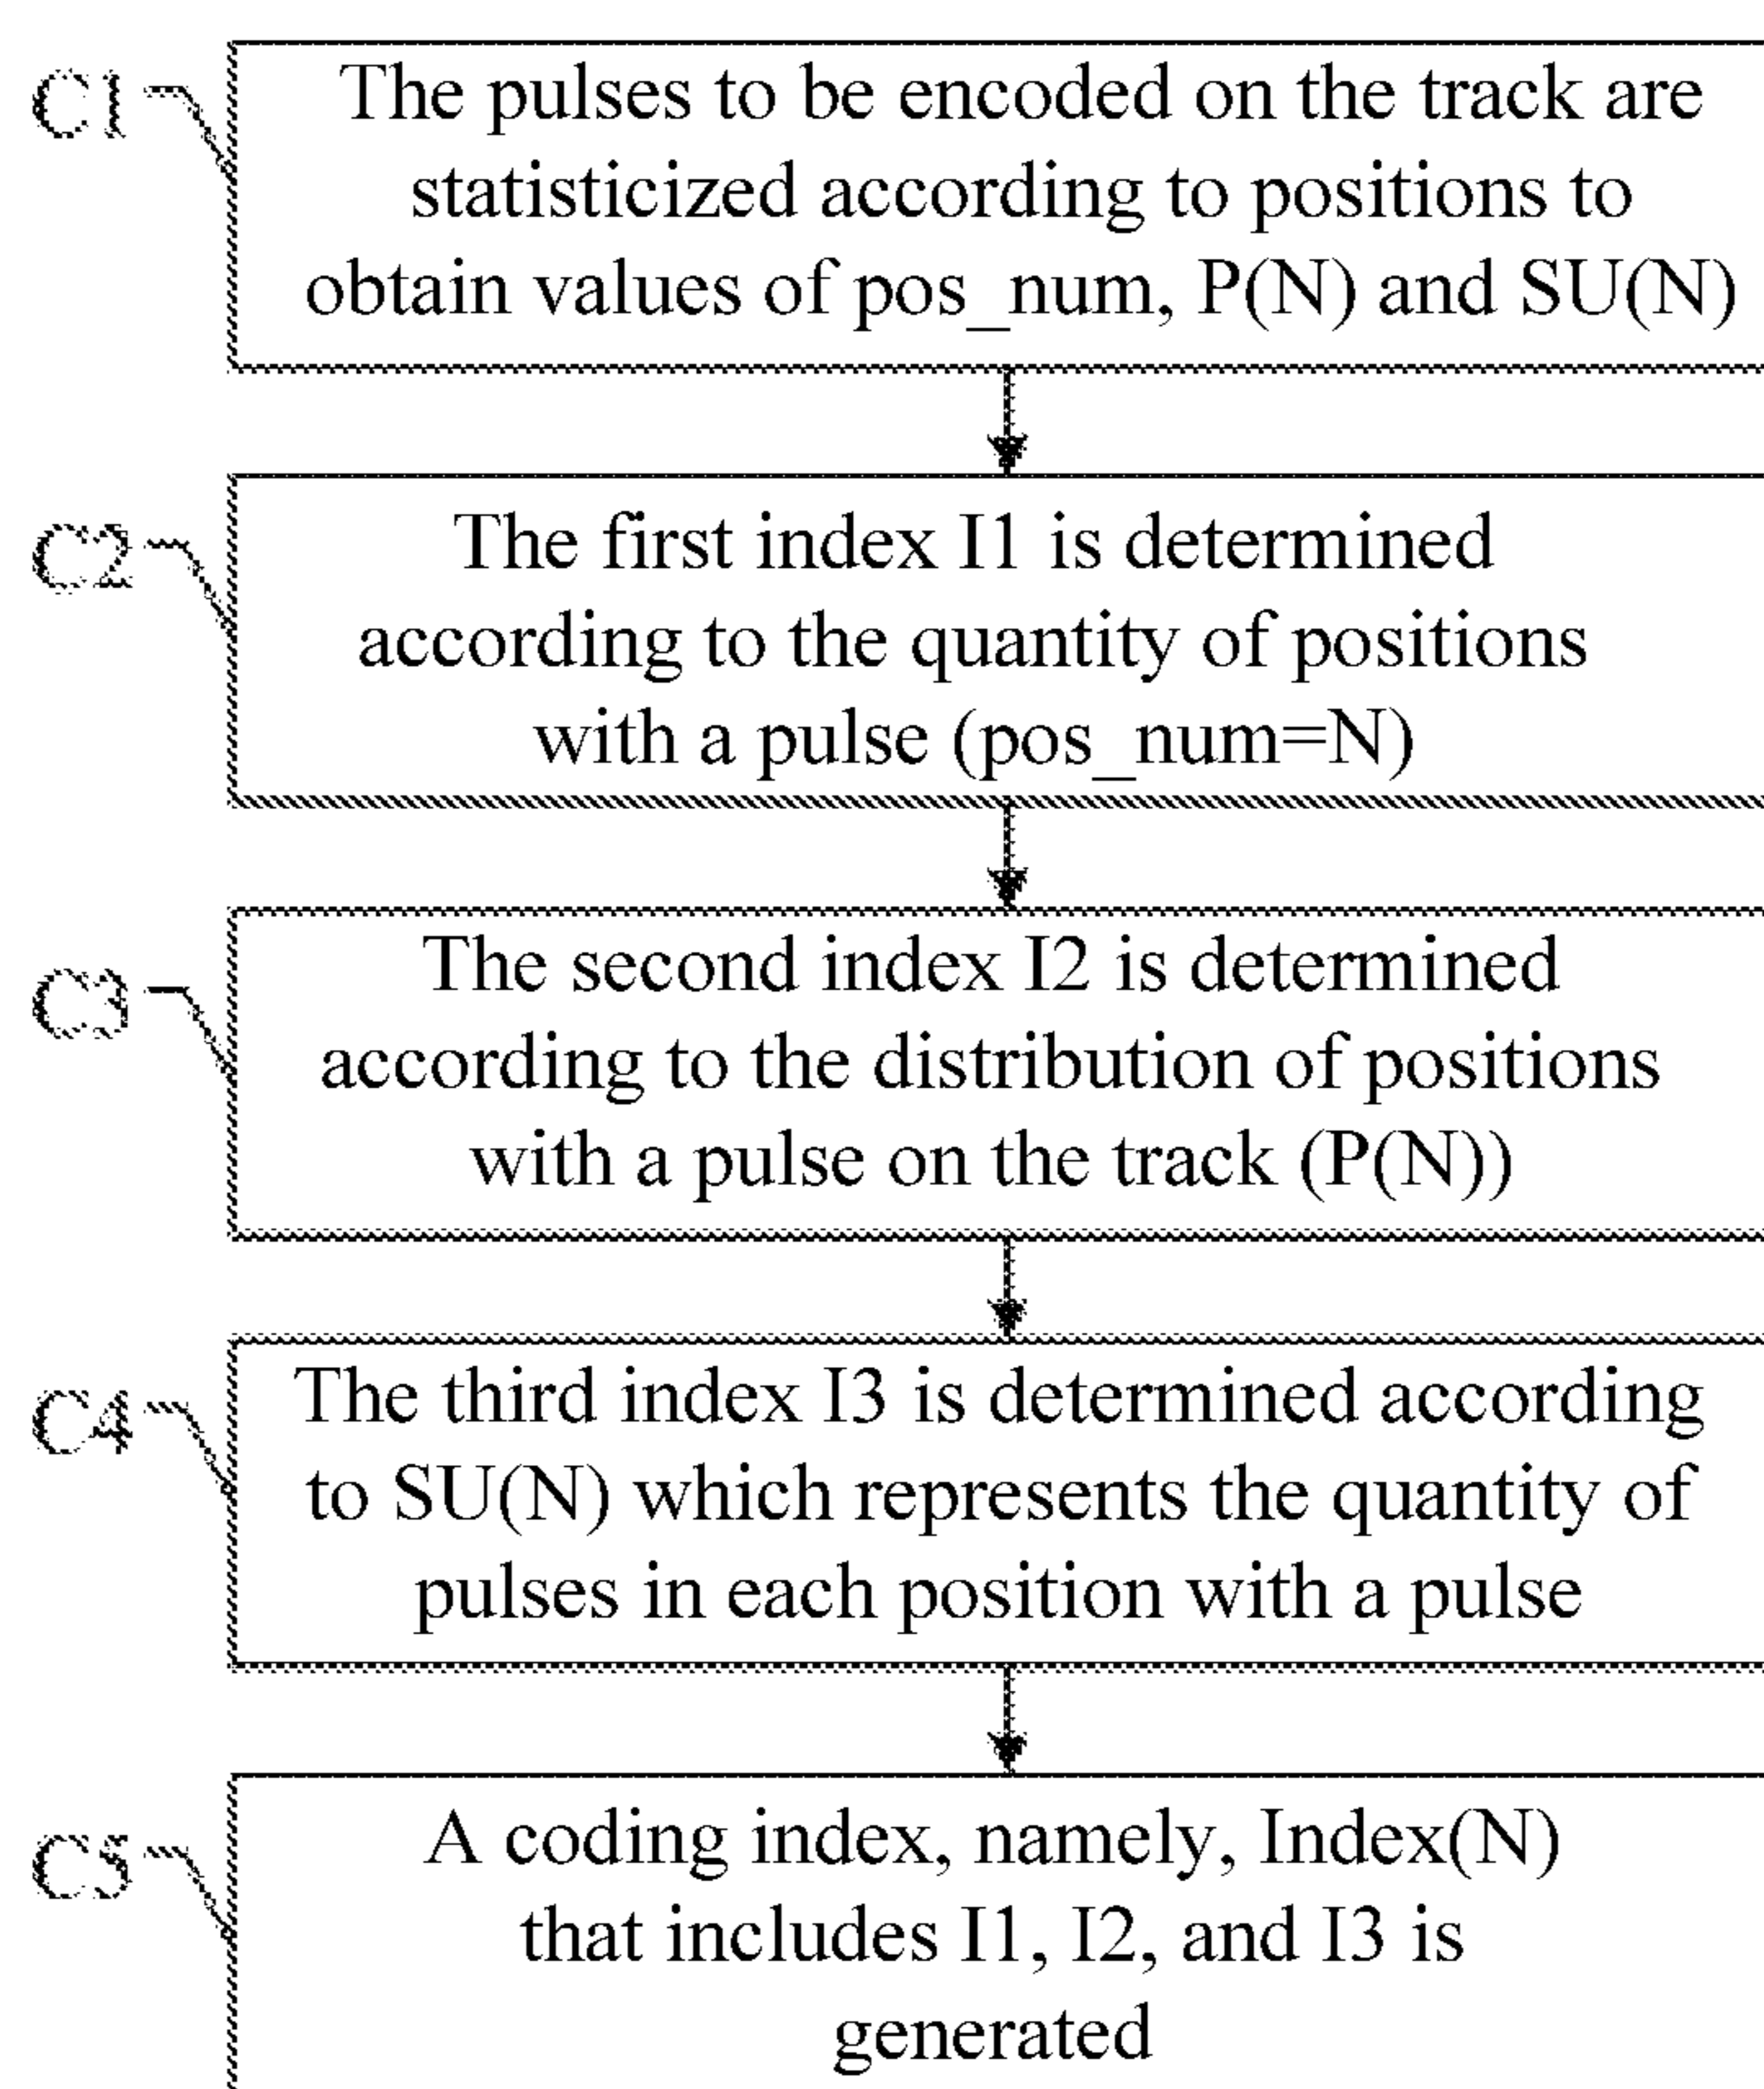 C1
The pulses to be encoded on the track are
statisticized according to positions to
obtain values of pos_num, P(N) and SU(N)
C2
The first index I1 is determined
according to the quantity of positions
with a pulse (pos_num=N)
C3
The second index I2 is determined
according to the distribution of positions
with a pulse on the track (P(N))
C4
The third index I3 is determined according
to SU(N) which represents the quantity of
pulses in each position with a pulse
C5
A coding index, namely, Index(N)
that includes I1, I2, and I3 is
generated